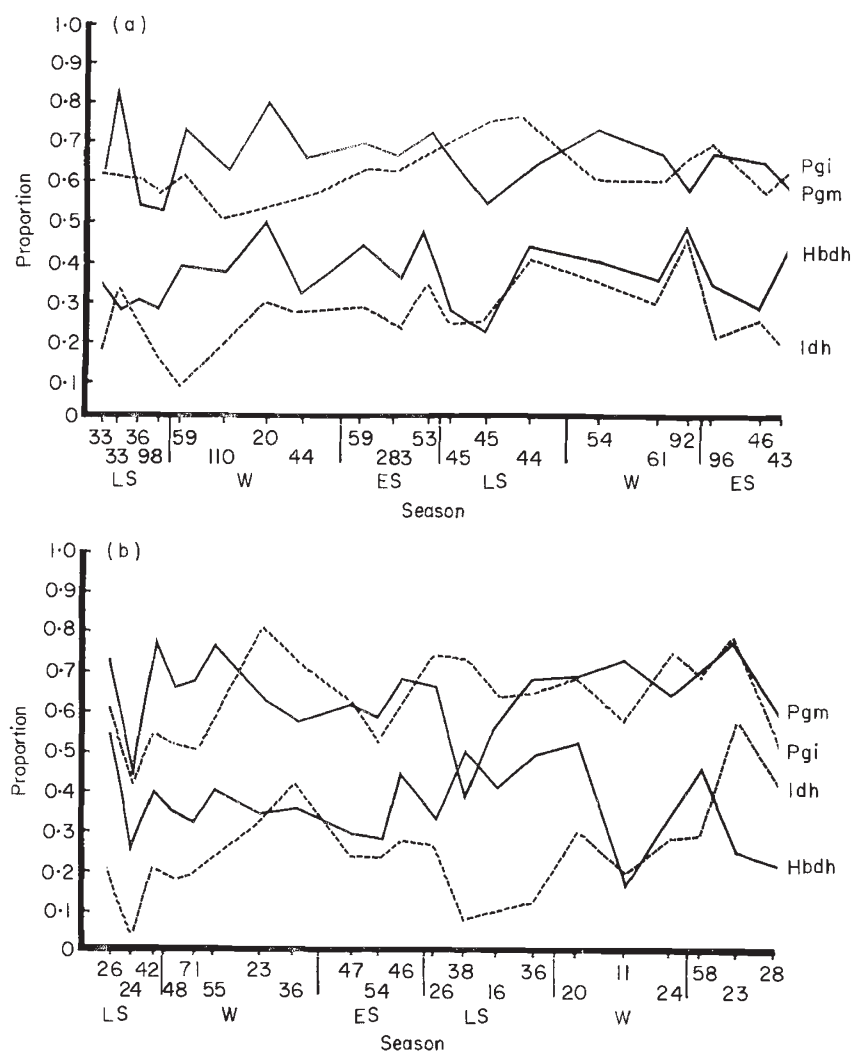 (a)
1·0
0·9
0·8
0·7
0·6
0·5
0·4
0·3
0·2
0·1
0
Proportion
Pgi
Pgm
Hbdh
Idh
33 36 59 20 59 53 45 54 92 46
33 98 110 44 283 45 44 61 96 43
LS W ES LS W ES
Season
(b)
1·0
0·9
0·8
0·7
0·6
0·5
0·4
0·3
0·2
0·1
0
Proportion
Pgm
Pgi
Idh
Hbdh
26 42 71 23 47 46 38 36 11 58 28
24 48 55 36 54 26 16 20 24 23
LS W ES LS W
Season